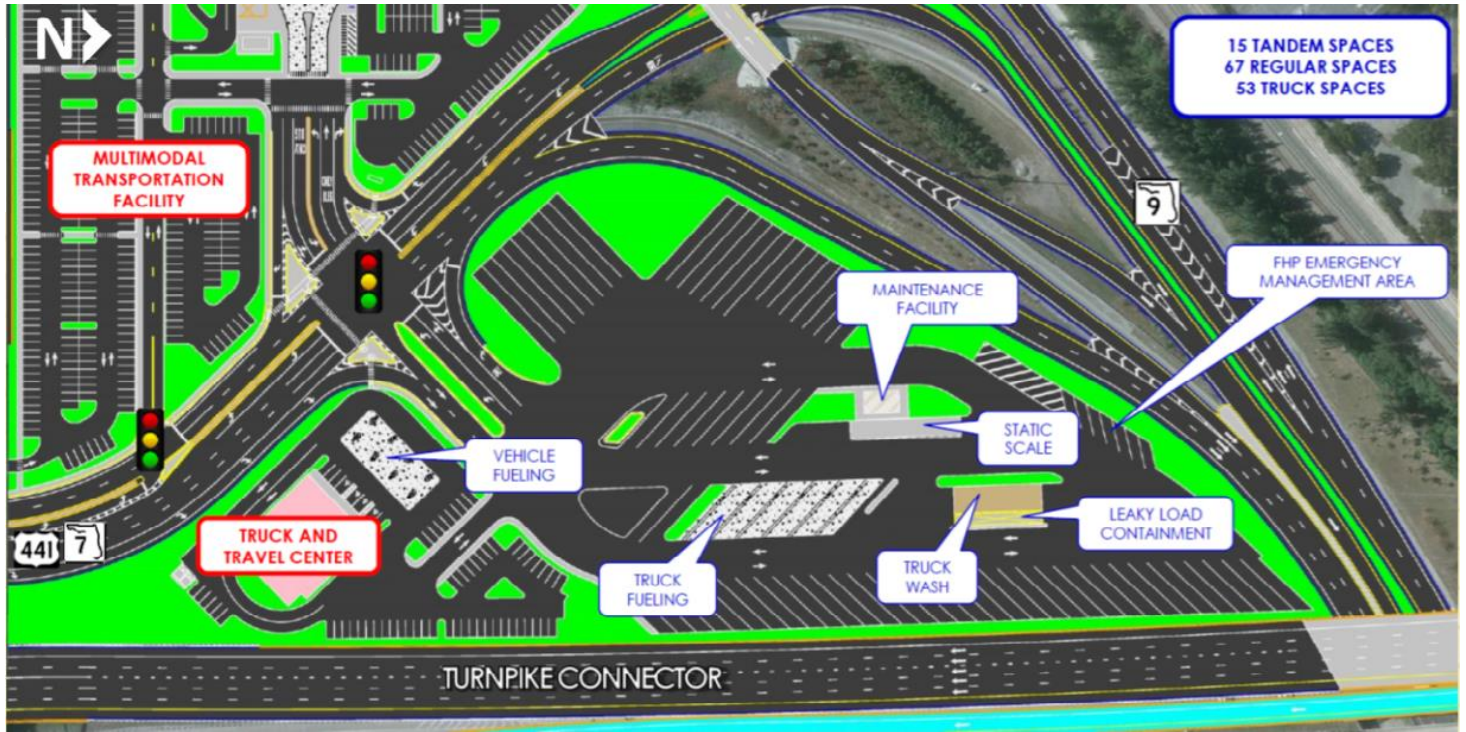 N
15 TANDEM SPACES
67 REGULAR SPACES
53 TRUCK SPACES
MULTIMODAL
TRANSPORTATION
FACILITY
9
FHP EMERGENCY
MANAGEMENT AREA
MAINTENANCE
FACILITY
STATIC
SCALE
VEHICLE
FUELING
LEAKY LOAD
CONTAINMENT
441
7
TRUCK AND
TRAVEL CENTER
TRUCK
FUELING
TRUCK
WASH
TURNPIKE CONNECTOR